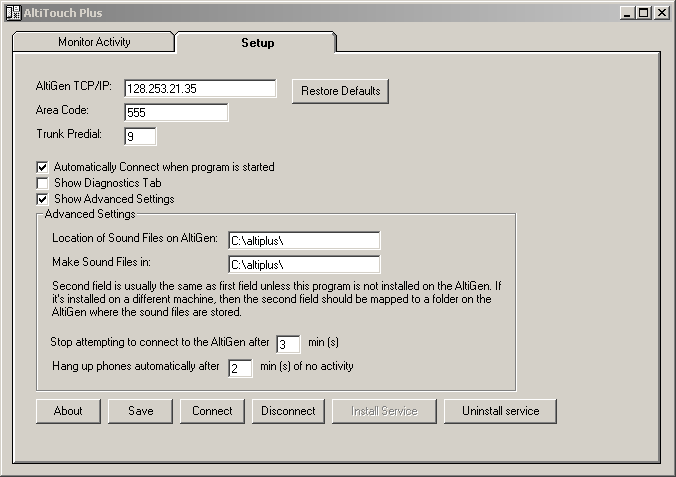 AltiTouch Plus
Monitor Activity
Setup
AltiGen TCP/IP: 128.253.21.35 Restore Defaults
Area Code: 555
Trunk Predial: 9
Automatically Connect when program is started
Show Diagnostics Tab
Show Advanced Settings
Advanced Settings
Location of Sound Files on AltiGen: C:\altiplus\
Make Sound Files in: C:\altiplus\
Second field is usually the same as first field unless this program is not installed on the AltiGen. If
it's installed on a different machine, then the second field should be mapped to a folder on the
AltiGen where the sound files are stored.
Stop attempting to connect to the AltiGen after 3 min (s)
Hang up phones automatically after 2 min (s) of no activity
About Save Connect Disconnect Install Service Uninstall service